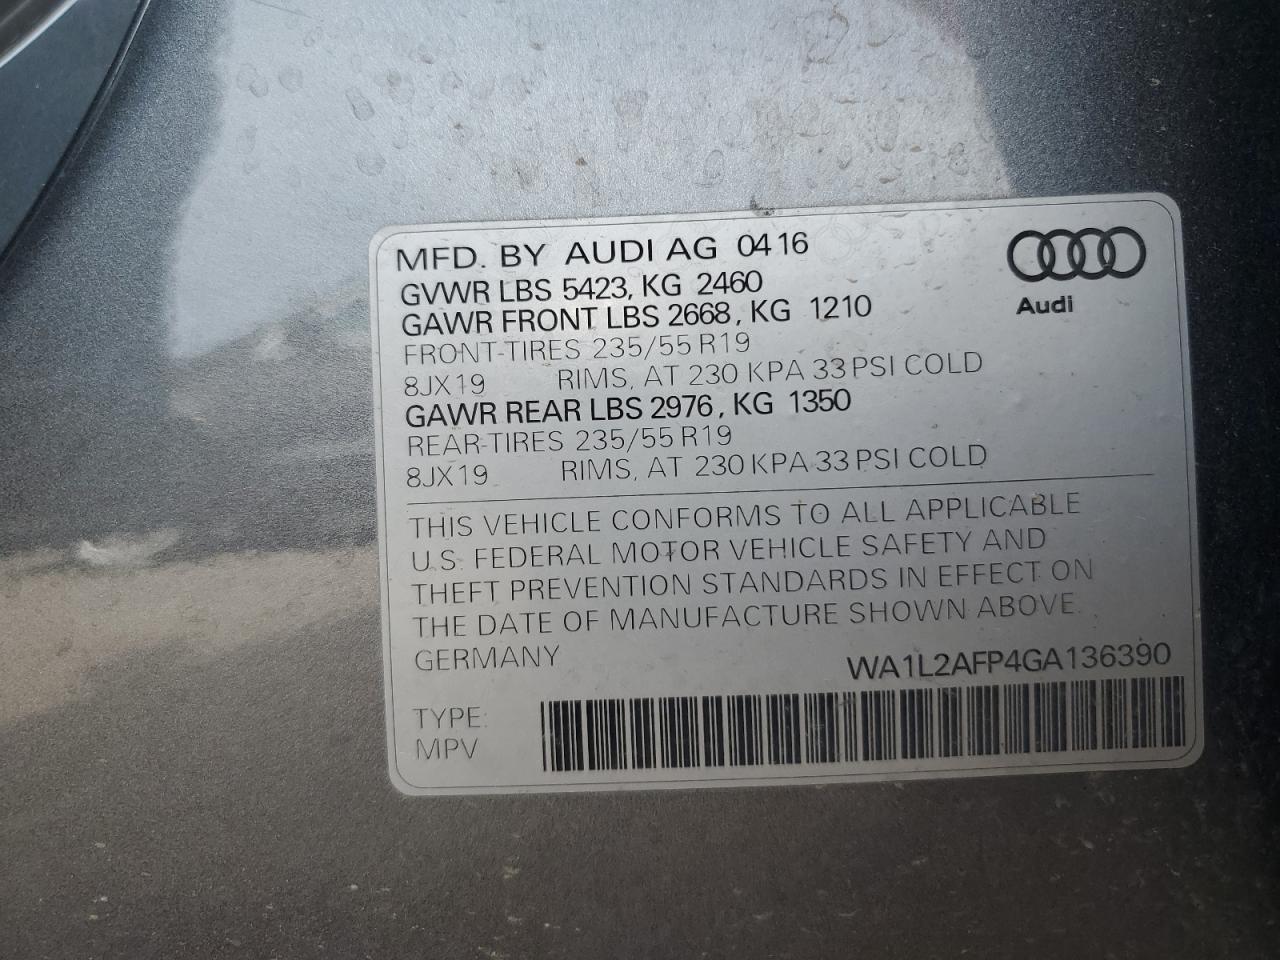 MFD. BY AUDI AG 0416
GVWR LBS 5423, KG 2460
GAWR FRONT LBS 2668, KG 1210
FRONT-TIRES 235/55 R19
8JX19 RIMS, AT 230 KPA 33 PSI COLD
GAWR REAR LBS 2976, KG 1350
REAR-TIRES 235/55 R19
8JX19 RIMS, AT 230 KPA 33 PSI COLD
Audi
THIS VEHICLE CONFORMS TO ALL APPLICABLE
U.S. FEDERAL MOTOR VEHICLE SAFETY AND
THEFT PREVENTION STANDARDS IN EFFECT ON
THE DATE OF MANUFACTURE SHOWN ABOVE.
GERMANY WA1L2AFP4GA136390
TYPE:
MPV